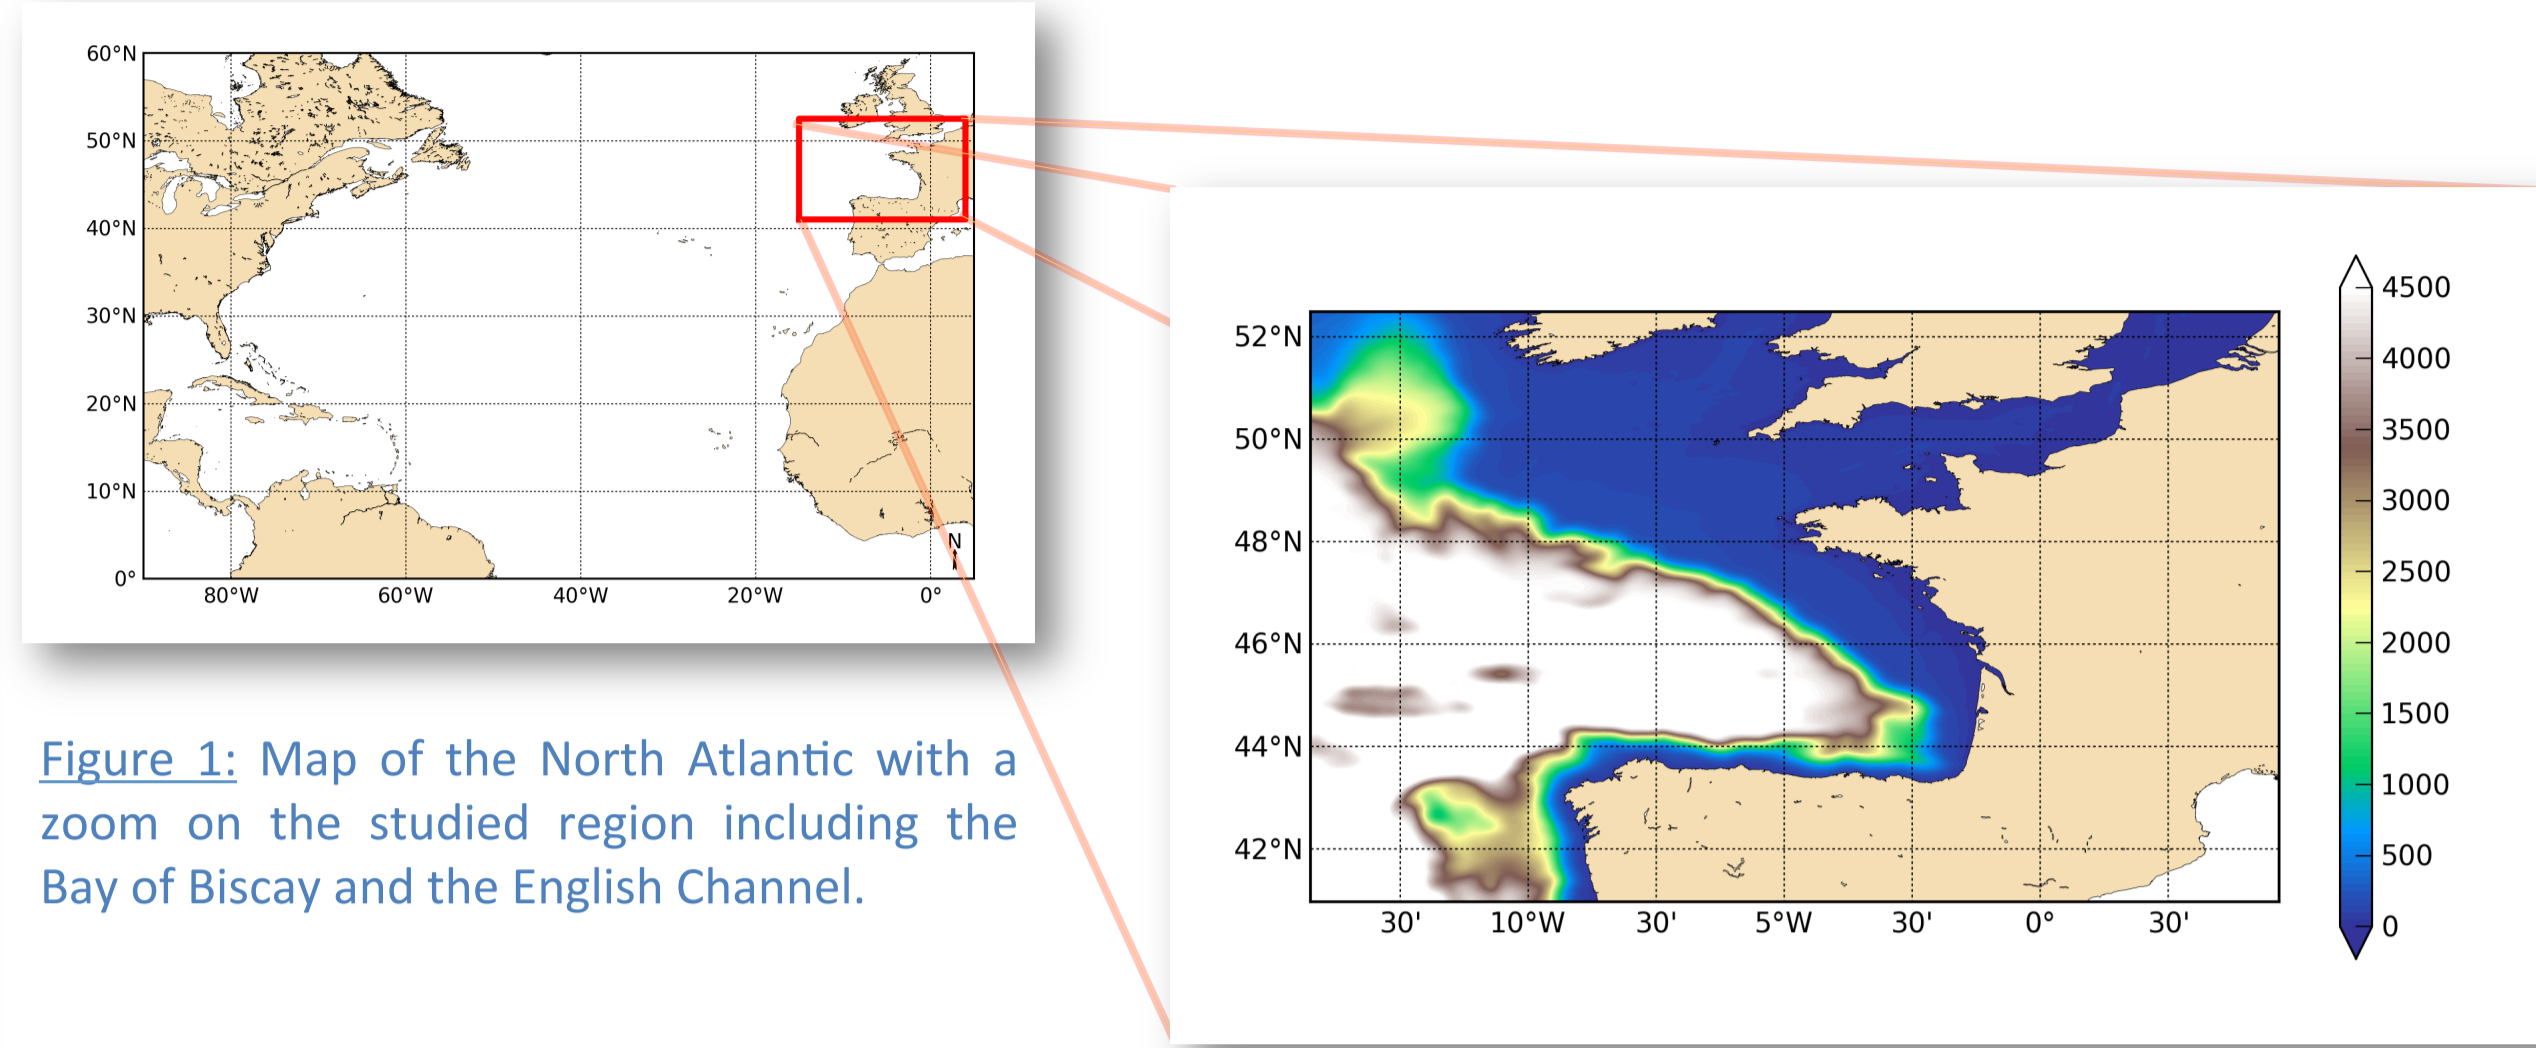 60°N
50°N
40°N
30°N
20°N
10°N
0°
80°W 60°W 40°W 20°W 0°
N
Figure 1: Map of the North Atlantic with a
zoom on the studied region including the
Bay of Biscay and the English Channel.
52°N
50°N
48°N
46°N
44°N
42°N
30' 10°W 30' 5°W 30' 0° 30'
4500
4000
3500
3000
2500
2000
1500
1000
500
0